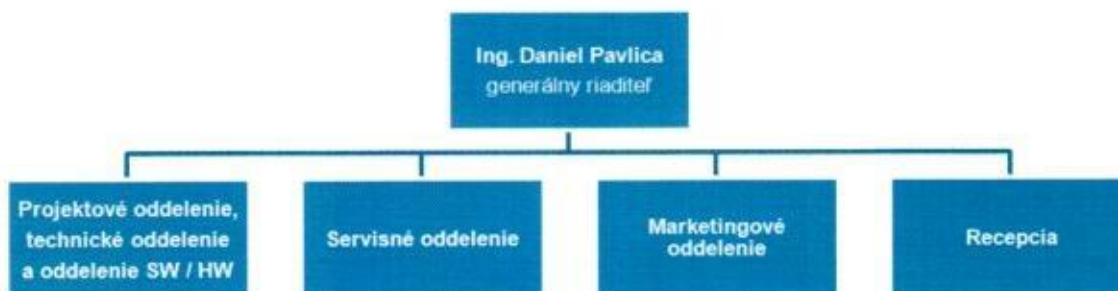 Ing. Daniel Pavlica
generálny riaditeľ
Projektové oddelenie,
technické oddelenie
a oddelenie SW / HW
Servisné oddelenie
Marketingové
oddelenie
Recepcia